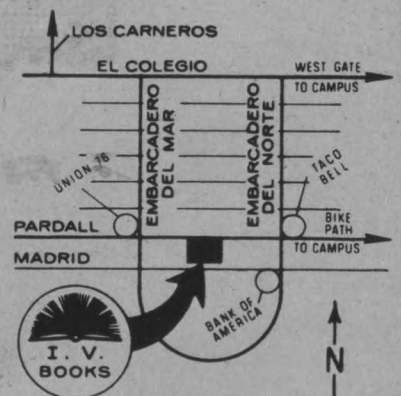 LOS CARNEROS
EL COLEGIO
WEST GATE
TO CAMPUS
EMBARCADERO
DEL MAR
EMBARCADERO
DEL NORTE
UNION 76
TACO
BELL
PARDALL
BIKE
PATH
TO CAMPUS
MADRID
BANK OF
AMERICA
I. V.
BOOKS
N